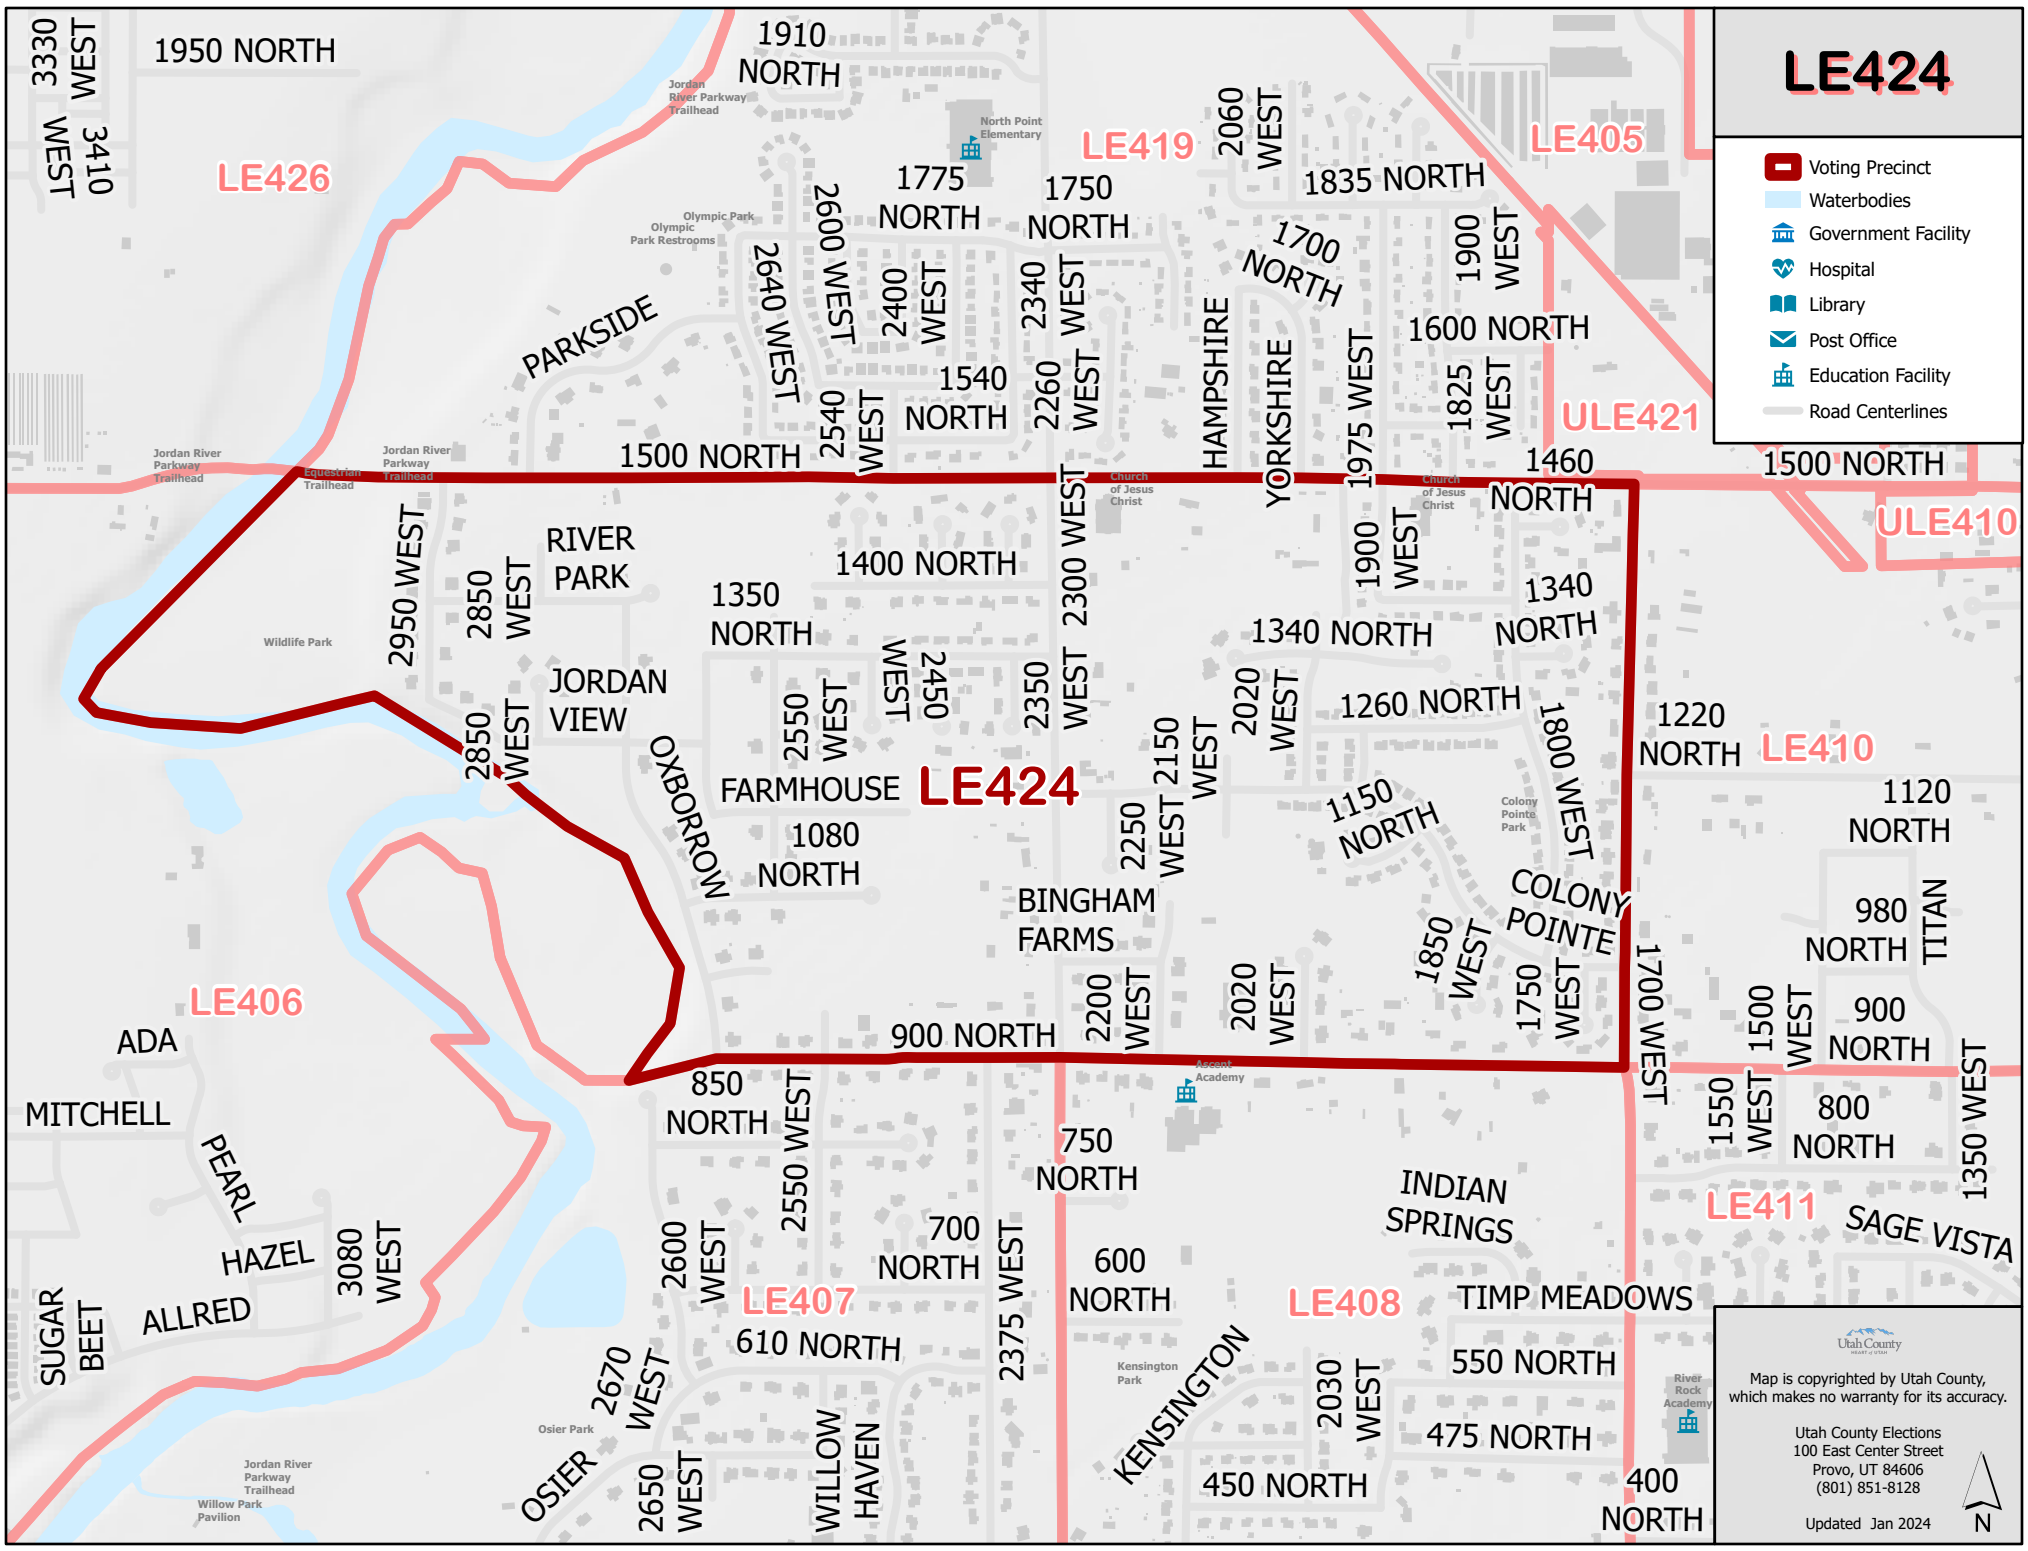 LE424
Voting Precinct
Waterbodies
Government Facility
Hospital
Library
Post Office
Education Facility
Road Centerlines
3330
WEST
1950 NORTH
3410
WEST
LE426
Jordan
River Parkway
Trailhead
1910
NORTH
North Point
Elementary
LE419
2060
WEST
LE405
1775
NORTH
1750
NORTH
1835 NORTH
Olympic Park
Olympic
Park Restrooms
2600 WEST
2640 WEST
2400
WEST
2340
WEST
1700
NORTH
1900
WEST
PARKSIDE
HAMPSHIRE
YORKSHIRE
1975 WEST
1600 NORTH
1540
NORTH
2260
WEST
1825
WEST
2540
WEST
ULE421
1500 NORTH
1460
NORTH
1500 NORTH
Jordan River
Parkway
Trailhead
Equestrian
Trailhead
Jordan River
Parkway
Trailhead
Church
of Jesus
Christ
Church
of Jesus
Christ
ULE410
2950 WEST
RIVER
PARK
2850
WEST
1400 NORTH
2300 WEST
1900
WEST
1350
NORTH
1340
NORTH
1340 NORTH
Wildlife Park
JORDAN
VIEW
2450
WEST
2350
WEST
2550
WEST
2020
WEST
1260 NORTH
2850
WEST
OXBORROW
2150
WEST
1800 WEST
1220
NORTH
LE410
FARMHOUSE
LE424
1150
NORTH
Colony
Pointe
Park
1120
NORTH
1080
NORTH
2250
WEST
BINGHAM
FARMS
COLONY
POINTE
980
NORTH
TITAN
1850
WEST
LE406
2200
WEST
2020
WEST
1750
WEST
1700 WEST
1500
WEST
900
NORTH
ADA
900 NORTH
Ascent
Academy
850
NORTH
2550 WEST
1550
WEST
800
NORTH
1350 WEST
MITCHELL
PEARL
750
NORTH
INDIAN
SPRINGS
LE411
SAGE VISTA
HAZEL
3080
WEST
2600
WEST
700
NORTH
2375 WEST
600
NORTH
SUGAR
BEET
ALLRED
LE407
LE408
TIMP MEADOWS
610 NORTH
2670
WEST
Kensington
Park
KENSINGTON
2030
WEST
550 NORTH
River
Rock
Academy
Osier Park
WILLOW
HAVEN
475 NORTH
OSIER
2650
WEST
450 NORTH
400
NORTH
Jordan River
Parkway
Trailhead
Willow Park
Pavilion
Utah County
HEART of UTAH
Map is copyrighted by Utah County,
which makes no warranty for its accuracy.
Utah County Elections
100 East Center Street
Provo, UT 84606
(801) 851-8128
Updated Jan 2024
N